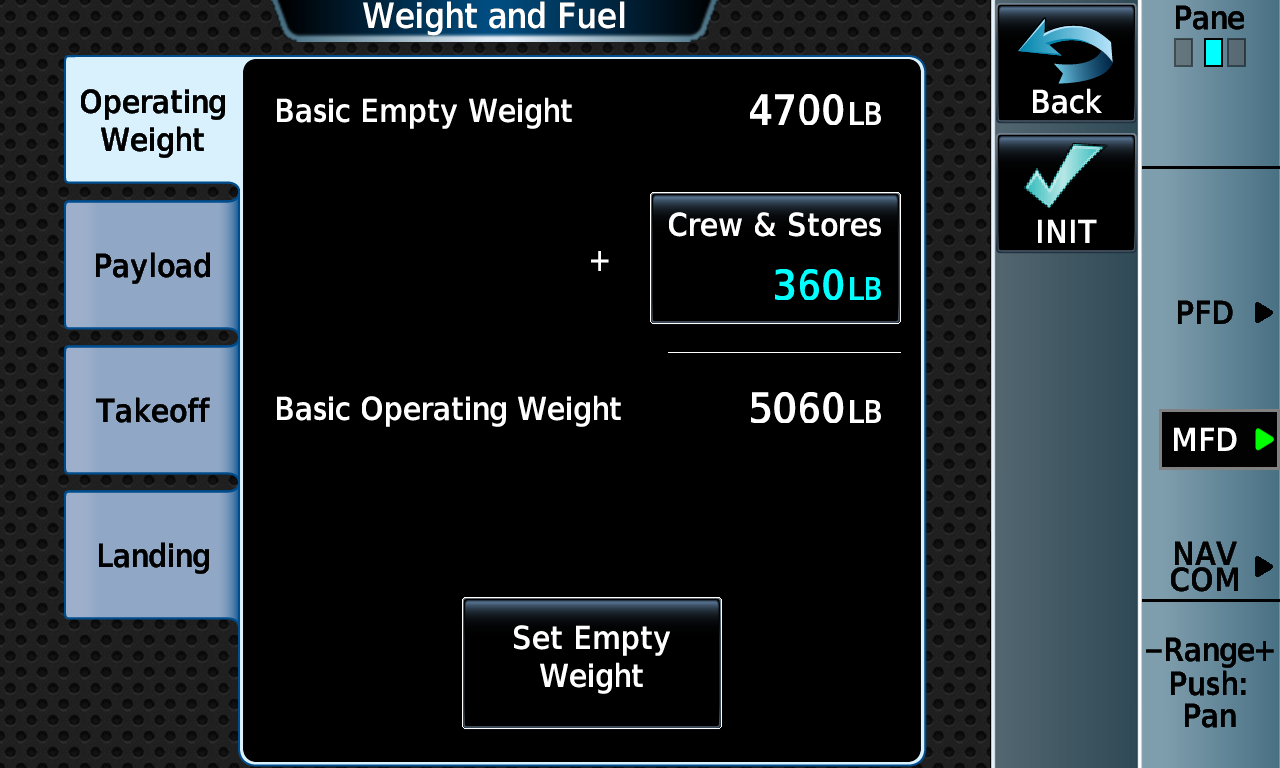 Weight and Fuel
Operating
Weight
Payload
Takeoff
Landing
Basic Empty Weight 4700LB
+
Crew & Stores
360LB
Basic Operating Weight 5060LB
Set Empty
Weight
Back
INIT
Pane
PFD
MFD
NAV
COM
−Range+
Push:
Pan